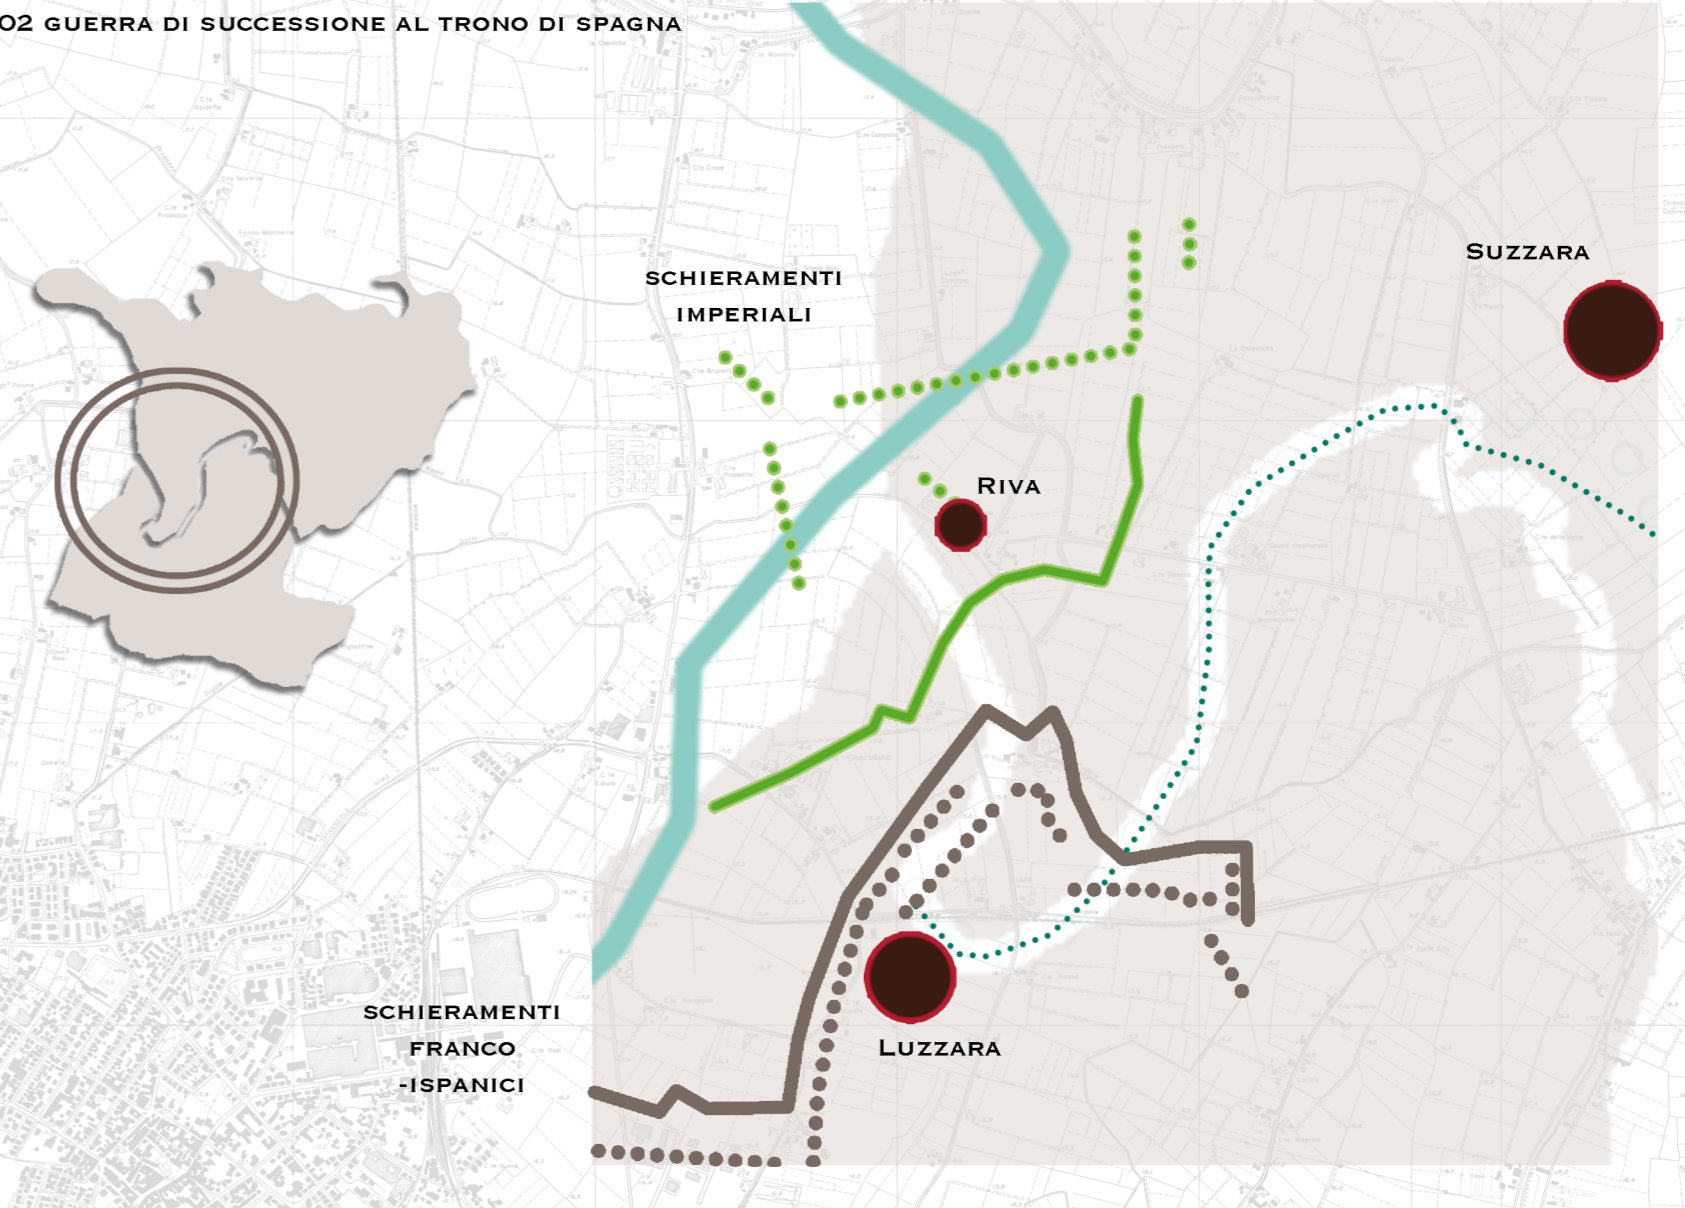 02 GUERRA DI SUCCESSIONE AL TRONO DI SPAGNA
SUZZARA
SCHIERAMENTI
IMPERIALI
RIVA
SCHIERAMENTI
FRANCO
-ISPANICI
LUZZARA